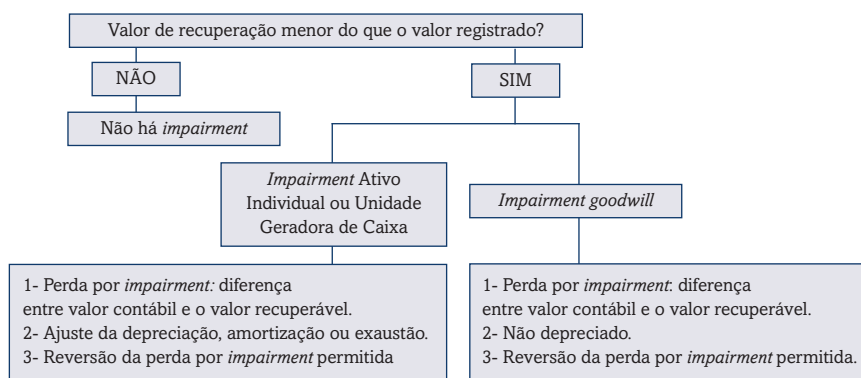 Valor de recuperação menor do que o valor registrado?
NÃO
SIM
Não há impairment
Impairment Ativo
Individual ou Unidade
Geradora de Caixa
Impairment goodwill
1- Perda por impairment: diferença
entre valor contábil e o valor recuperável.
2- Ajuste da depreciação, amortização ou exaustão.
3- Reversão da perda por impairment permitida
1- Perda por impairment: diferença
entre valor contábil e o valor recuperável.
2- Não depreciado.
3- Reversão da perda por impairment permitida.